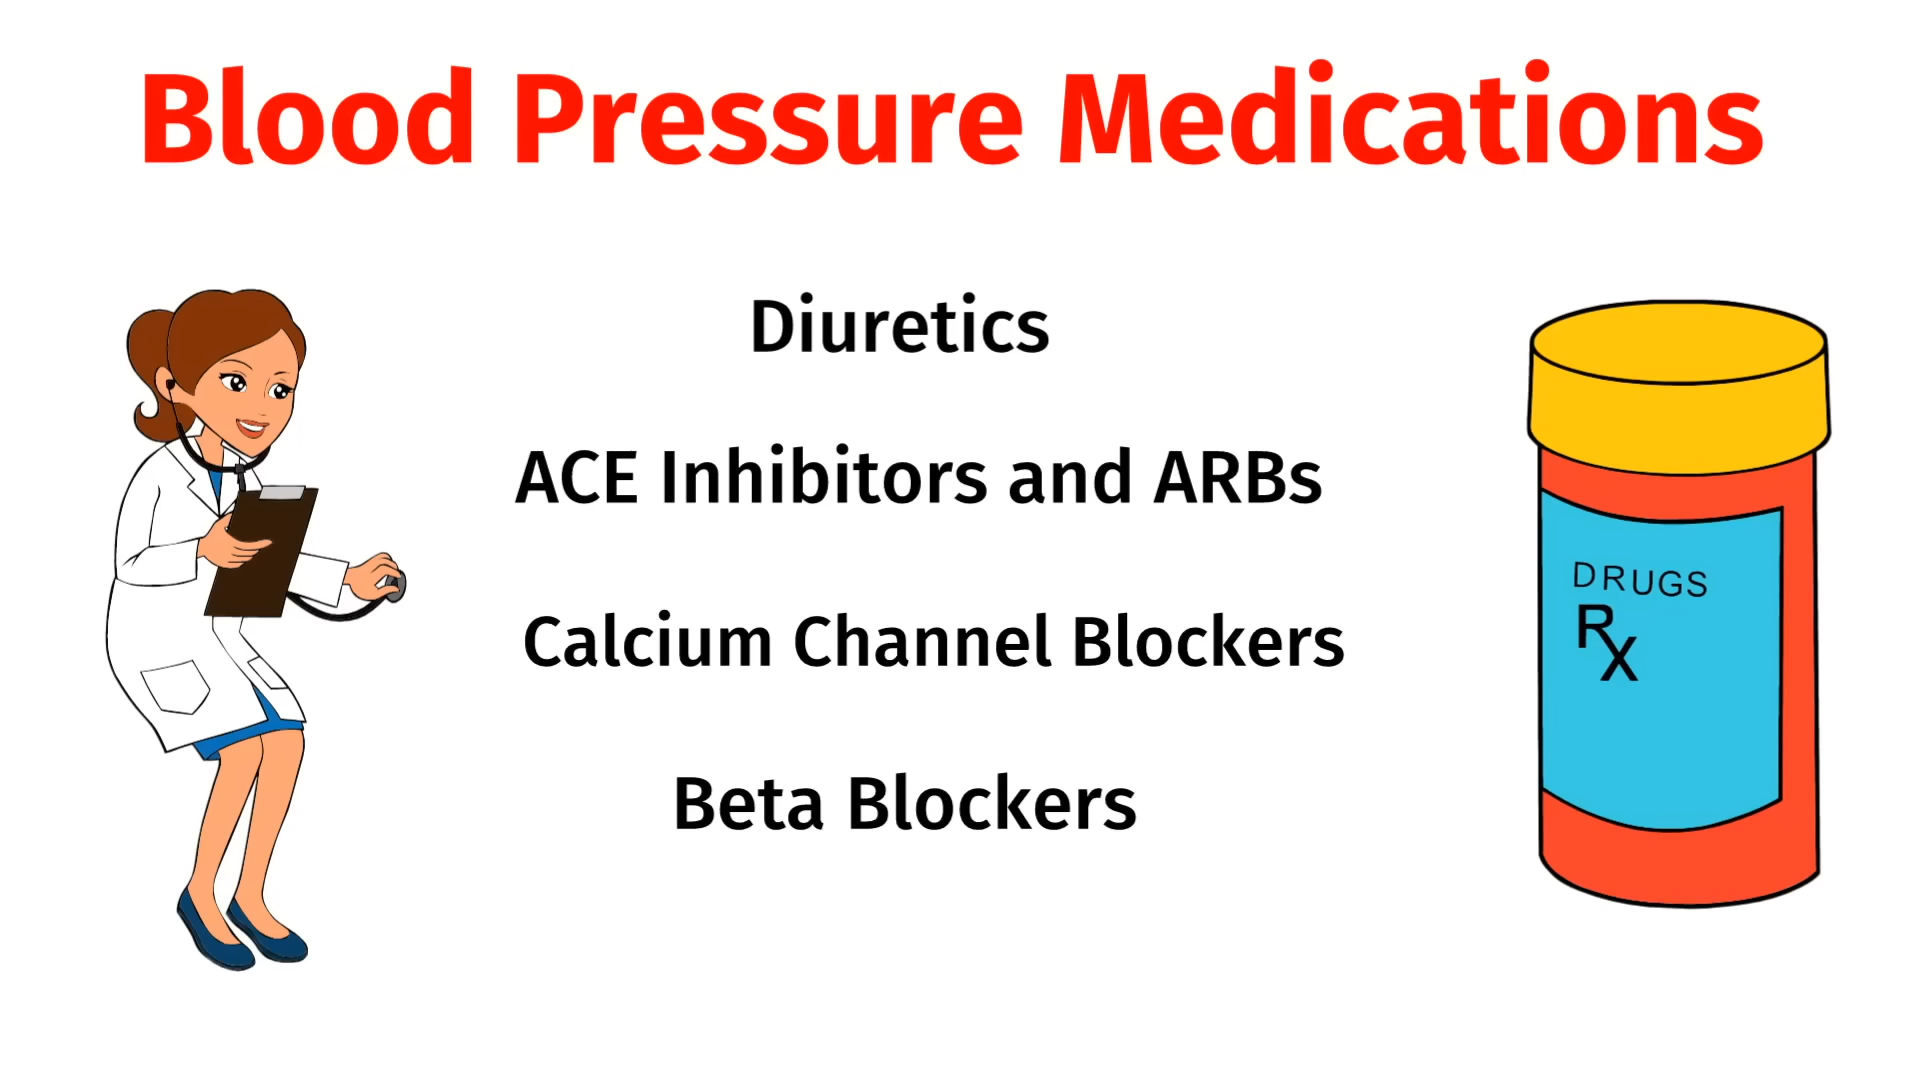 Blood Pressure Medications
Diuretics
ACE Inhibitors and ARBs
Calcium Channel Blockers
Beta Blockers
DRUGS
RX